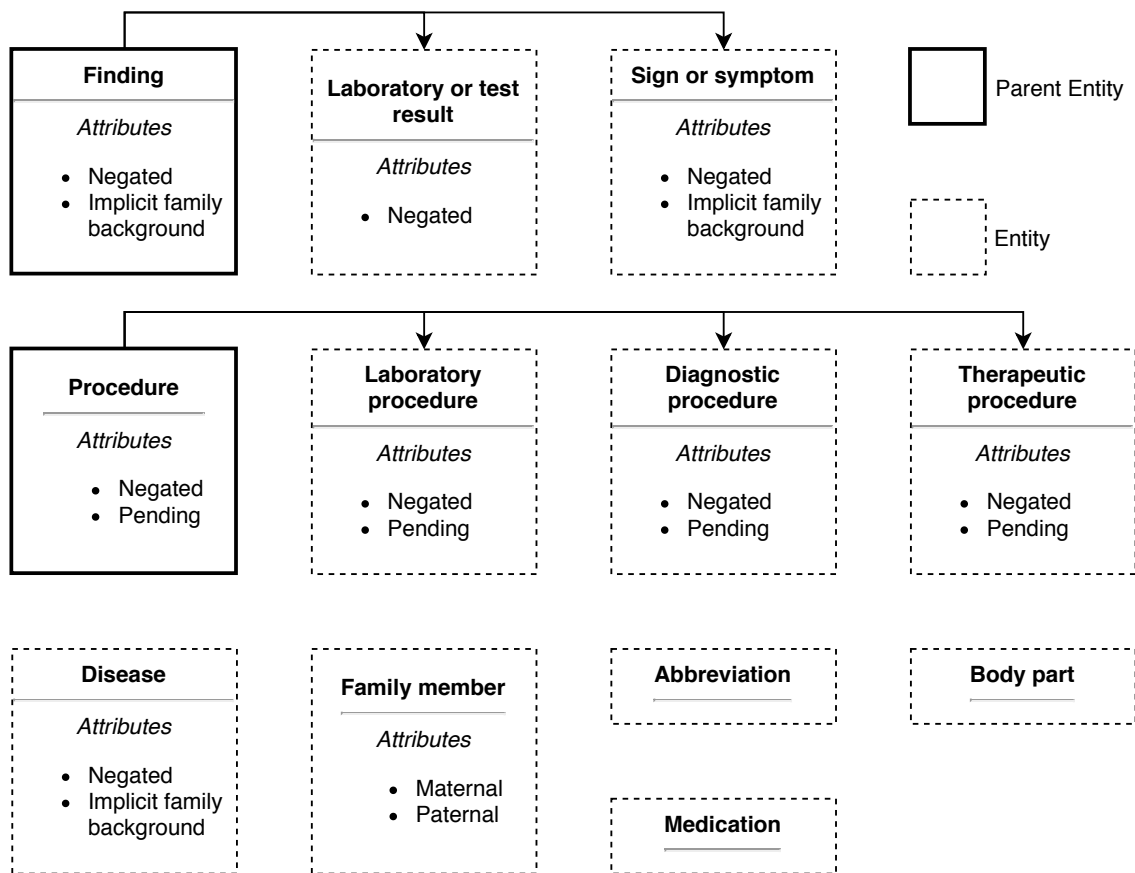 Finding
Attributes
• Negated
• Implicit family
background
Laboratory or test
result
Attributes
• Negated
Sign or symptom
Attributes
• Negated
• Implicit family
background
Parent Entity
Entity
Procedure
Attributes
• Negated
• Pending
Laboratory
procedure
Attributes
• Negated
• Pending
Diagnostic
procedure
Attributes
• Negated
• Pending
Therapeutic
procedure
Attributes
• Negated
• Pending
Disease
Attributes
• Negated
• Implicit family
background
Family member
Attributes
• Maternal
• Paternal
Abbreviation
Body part
Medication